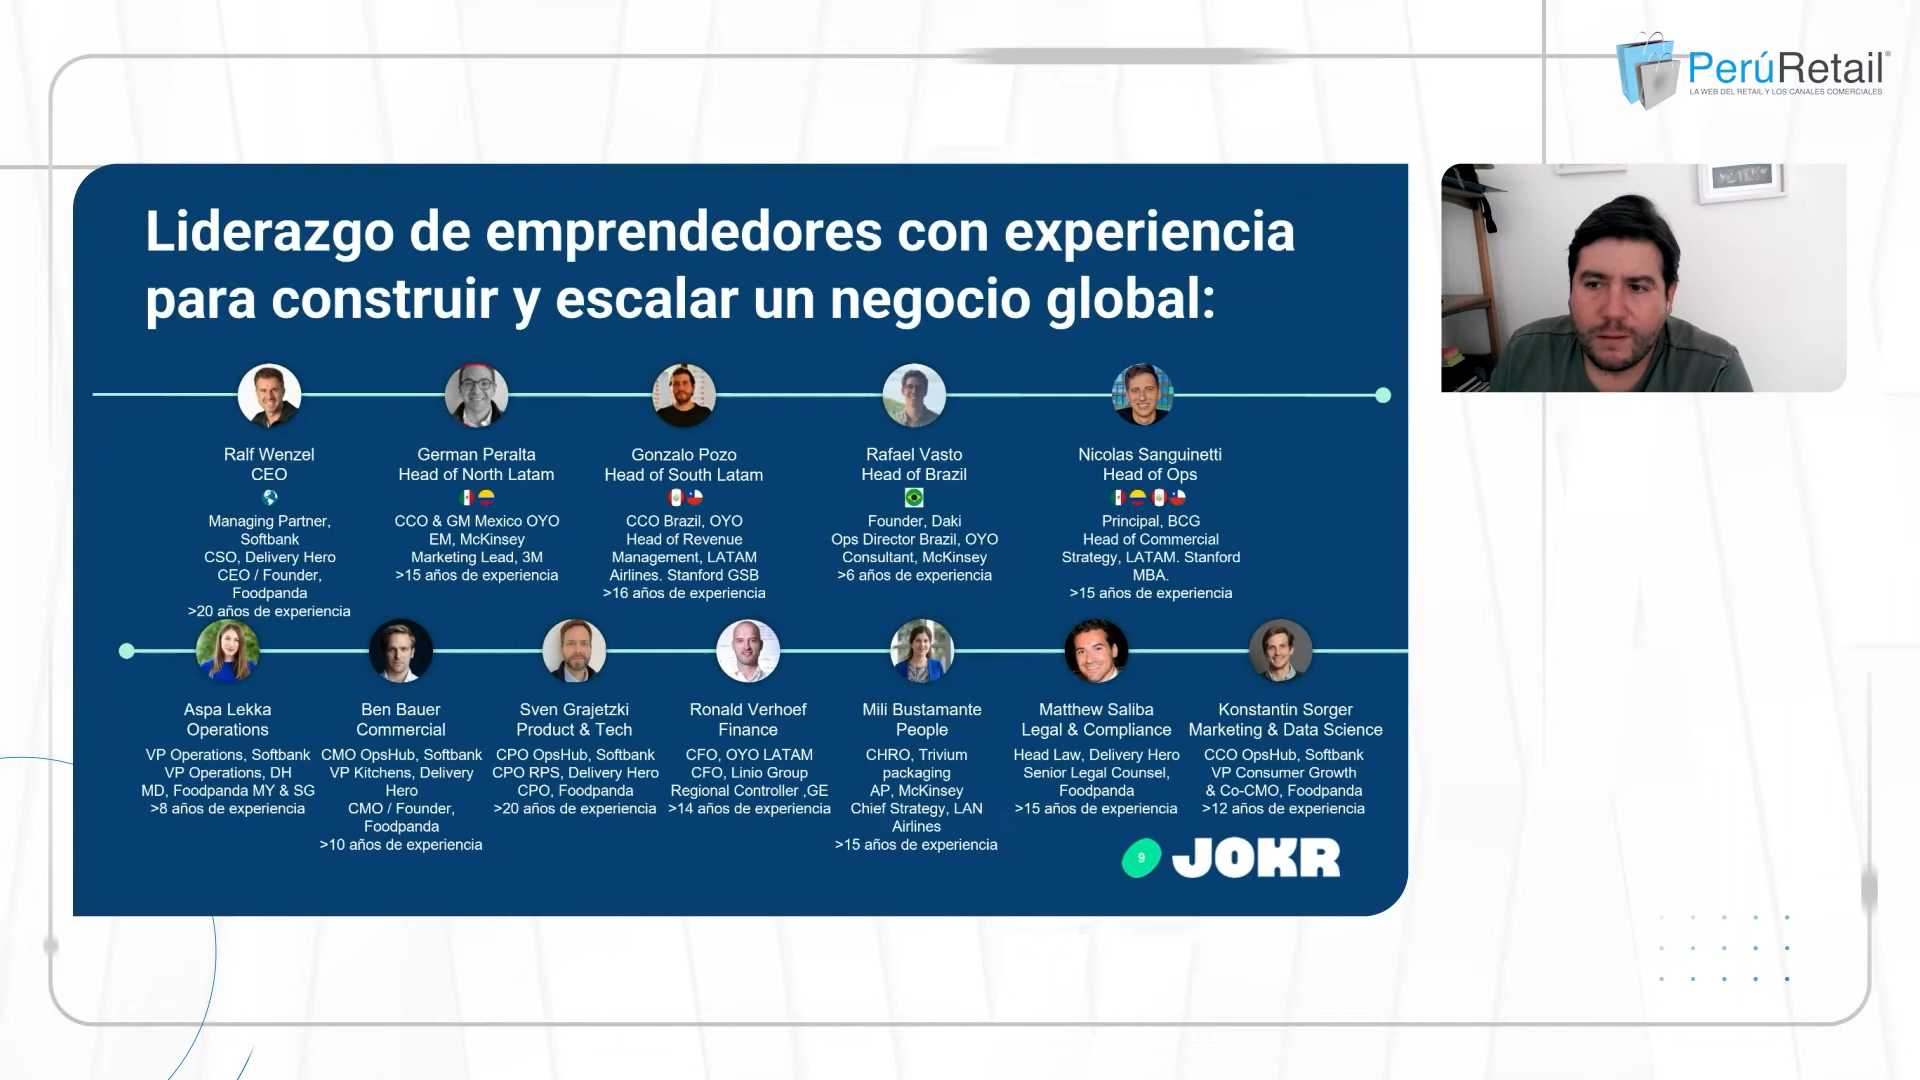 PerúRetail®
LA WEB DEL RETAIL Y LOS CANALES COMERCIALES
Liderazgo de emprendedores con experiencia
para construir y escalar un negocio global:
Ralf Wenzel
CEO
Managing Partner,
Softbank
CSO, Delivery Hero
CEO / Founder,
Foodpanda
>20 años de experiencia
German Peralta
Head of North Latam
CCO & GM Mexico OYO
EM, McKinsey
Marketing Lead, 3M
>15 años de experiencia
Gonzalo Pozo
Head of South Latam
CCO Brazil, OYO
Head of Revenue
Management, LATAM
Airlines. Stanford GSB
>16 años de experiencia
Rafael Vasto
Head of Brazil
Founder, Daki
Ops Director Brazil, OYO
Consultant, McKinsey
>6 años de experiencia
Nicolas Sanguinetti
Head of Ops
Principal, BCG
Head of Commercial
Strategy, LATAM. Stanford
MBA.
>15 años de experiencia
Aspa Lekka
Operations
VP Operations, Softbank
VP Operations, DH
MD, Foodpanda MY & SG
>8 años de experiencia
Ben Bauer
Commercial
CMO OpsHub, Softbank
VP Kitchens, Delivery
Hero
CMO / Founder,
Foodpanda
>10 años de experiencia
Sven Grajetzki
Product & Tech
CPO OpsHub, Softbank
CPO RPS, Delivery Hero
CPO, Foodpanda
>20 años de experiencia
Ronald Verhoef
Finance
CFO, OYO LATAM
CFO, Linio Group
Regional Controller ,GE
>14 años de experiencia
Mili Bustamante
People
CHRO, Trivium
packaging
AP, McKinsey
Chief Strategy, LAN
Airlines
>15 años de experiencia
Matthew Saliba
Legal & Compliance
Head Law, Delivery Hero
Senior Legal Counsel,
Foodpanda
>15 años de experiencia
Konstantin Sorger
Marketing & Data Science
CCO OpsHub, Softbank
VP Consumer Growth
& Co-CMO, Foodpanda
>12 años de experiencia
9
JOKR